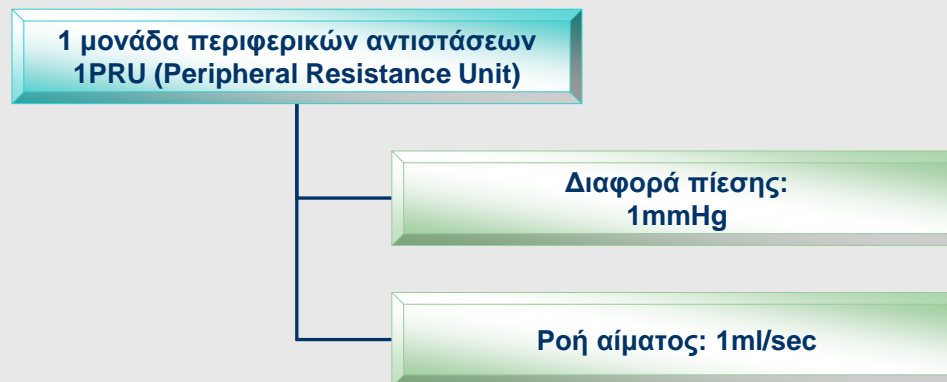 1 μονάδα περιφερικών αντιστάσεων
1PRU (Peripheral Resistance Unit)
Διαφορά πίεσης:
1mmHg
Ροή αίματος: 1ml/sec